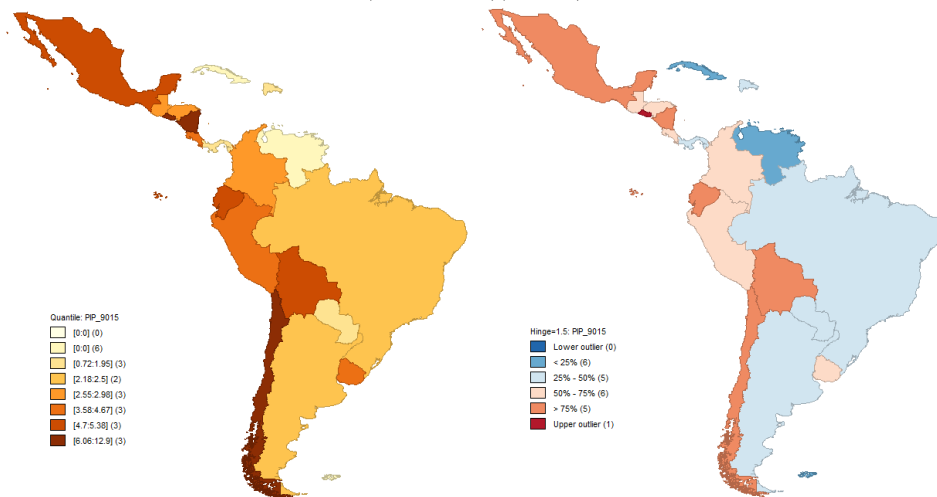 Quantile: PIP_9015
[0:0] (0)
[0:0] (6)
[0.72:1.95] (3)
[2.18:2.5] (2)
[2.55:2.98] (3)
[3.58:4.67] (3)
[4.7:5.38] (3)
[6.06:12.9] (3)
Hinge=1.5: PIP_9015
Lower outlier (0)
< 25% (6)
25% - 50% (5)
50% - 75% (6)
> 75% (5)
Upper outlier (1)